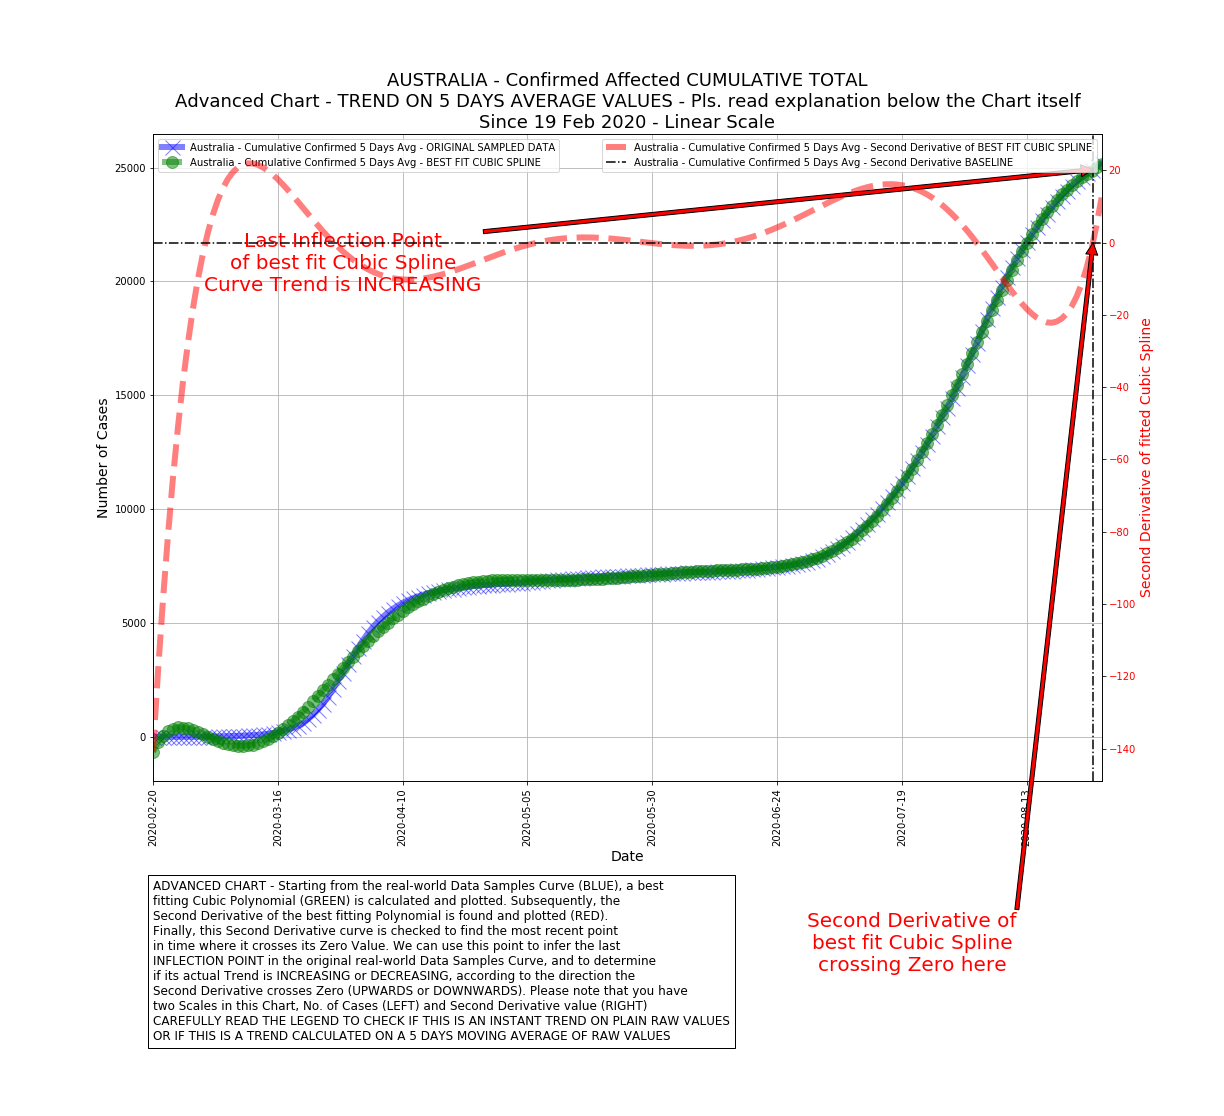 AUSTRALIA - Confirmed Affected CUMULATIVE TOTAL
Advanced Chart - TREND ON 5 DAYS AVERAGE VALUES - Pls. read explanation below the Chart itself
Since 19 Feb 2020 - Linear Scale
Australia - Cumulative Confirmed 5 Days Avg - ORIGINAL SAMPLED DATA
Australia - Cumulative Confirmed 5 Days Avg - BEST FIT CUBIC SPLINE
Australia - Cumulative Confirmed 5 Days Avg - Second Derivative of BEST FIT CUBIC SPLINE
Australia - Cumulative Confirmed 5 Days Avg - Second Derivative BASELINE
Number of Cases
25000
20000
15000
10000
5000
0
Last Inflection Point
of best fit Cubic Spline
Curve Trend is INCREASING
20
0
−20
−40
−60
−80
−100
−120
−140
Second Derivative of fitted Cubic Spline
2020-02-20
2020-03-16
2020-04-10
2020-05-05
2020-05-30
2020-06-24
2020-07-19
2020-08-13
Date
ADVANCED CHART - Starting from the real-world Data Samples Curve (BLUE), a best
fitting Cubic Polynomial (GREEN) is calculated and plotted. Subsequently, the
Second Derivative of the best fitting Polynomial is found and plotted (RED).
Finally, this Second Derivative curve is checked to find the most recent point
in time where it crosses its Zero Value. We can use this point to infer the last
INFLECTION POINT in the original real-world Data Samples Curve, and to determine
if its actual Trend is INCREASING or DECREASING, according to the direction the
Second Derivative crosses Zero (UPWARDS or DOWNWARDS). Please note that you have
two Scales in this Chart, No. of Cases (LEFT) and Second Derivative value (RIGHT)
CAREFULLY READ THE LEGEND TO CHECK IF THIS IS AN INSTANT TREND ON PLAIN RAW VALUES
OR IF THIS IS A TREND CALCULATED ON A 5 DAYS MOVING AVERAGE OF RAW VALUES
Second Derivative of
best fit Cubic Spline
crossing Zero here